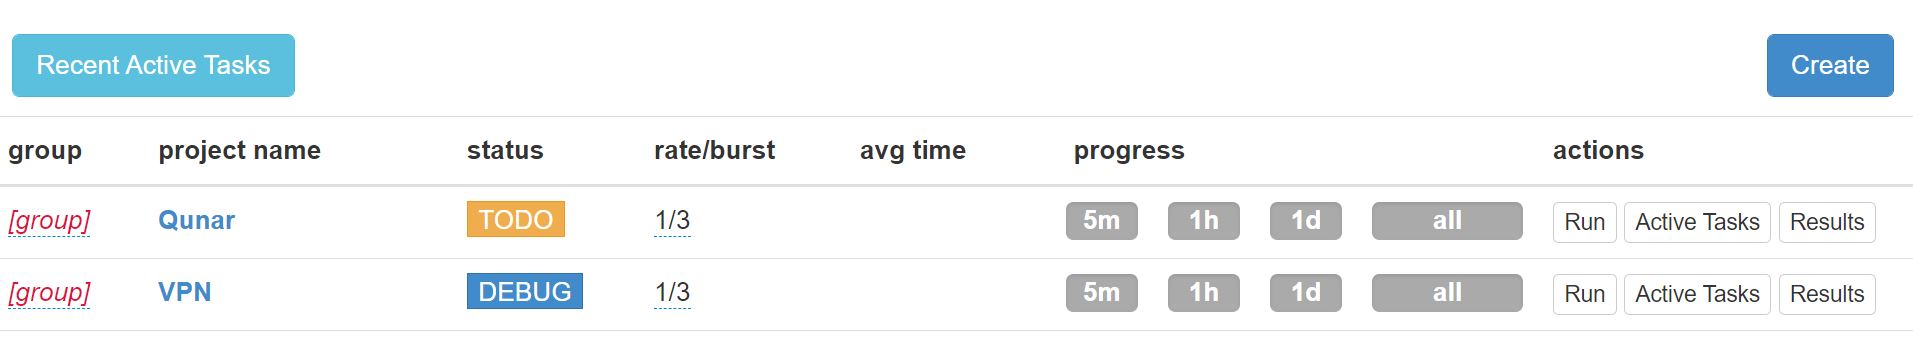 Recent Active Tasks Create
group project name status rate/burst avg time progress actions
[group] Qunar TODO 1/3 5m 1h 1d all Run Active Tasks Results
[group] VPN DEBUG 1/3 5m 1h 1d all Run Active Tasks Results